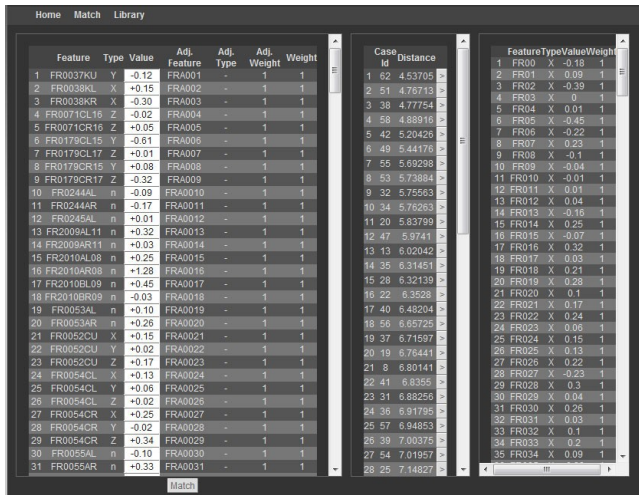 Home Match Library
Feature Type Value Adj. Feature Adj. Type Adj. Weight Weight
1 FR0037KU Y -0.12 FRA001 - 1 1
2 FR0038KL X +0.15 FRA002 - 1 1
3 FR0038KR X -0.30 FRA003 - 1 1
4 FR0071CL16 Z -0.02 FRA004 - 1 1
5 FR0071CR16 Z +0.05 FRA005 - 1 1
6 FR0179CL15 Y -0.61 FRA006 - 1 1
7 FR0179CL17 Z +0.01 FRA007 - 1 1
8 FR0179CR15 Y +0.08 FRA008 - 1 1
9 FR0179CR17 Z -0.32 FRA009 - 1 1
10 FR0244AL n -0.09 FRA0010 - 1 1
11 FR0244AR n -0.17 FRA0011 - 1 1
12 FR0245AL n +0.01 FRA0012 - 1 1
13 FR2009AL11 n +0.32 FRA0013 - 1 1
14 FR2009AR11 n +0.03 FRA0014 - 1 1
15 FR2010AL08 n +0.25 FRA0015 - 1 1
16 FR2010AR08 n +1.28 FRA0016 - 1 1
17 FR2010BL09 n +0.45 FRA0017 - 1 1
18 FR2010BR09 n -0.03 FRA0018 - 1 1
19 FR0053AL n +0.10 FRA0019 - 1 1
20 FR0053AR n +0.26 FRA0020 - 1 1
21 FR0052CU X +0.15 FRA0021 - 1 1
22 FR0052CU Y +0.02 FRA0022 - 1 1
23 FR0052CU Z +0.17 FRA0023 - 1 1
24 FR0054CL X +0.13 FRA0024 - 1 1
25 FR0054CL Y +0.06 FRA0025 - 1 1
26 FR0054CL Z +0.02 FRA0026 - 1 1
27 FR0054CR X +0.25 FRA0027 - 1 1
28 FR0054CR Y -0.02 FRA0028 - 1 1
29 FR0054CR Z +0.34 FRA0029 - 1 1
30 FR0055AL n -0.10 FRA0030 - 1 1
31 FR0055AR n +0.33 FRA0031 - 1 1
Match
Case Id Distance
1 62 4.53705 >
2 51 4.76713 >
3 38 4.77754 >
4 58 4.88916 >
5 42 5.20426 >
6 49 5.44176 >
7 55 5.69298 >
8 53 5.73884 >
9 32 5.75563 >
10 34 5.76263 >
11 20 5.83799 >
12 47 5.9741 >
13 13 6.02042 >
14 35 6.31451 >
15 28 6.32139 >
16 22 6.3528 >
17 40 6.48204 >
18 56 6.65725 >
19 37 6.71597 >
20 19 6.76441 >
21 8 6.80141 >
22 41 6.8355 >
23 31 6.88256 >
24 36 6.91795 >
25 57 6.94853 >
26 39 7.00375 >
27 54 7.01957 >
28 25 7.14827 >
Feature Type Value Weight
1 FR00 X -0.18 1
2 FR01 X 0.09 1
3 FR02 X -0.39 1
4 FR03 X 0 1
5 FR04 X 0.01 1
6 FR05 X -0.45 1
7 FR06 X -0.22 1
8 FR07 X 0.23 1
9 FR08 X -0.1 1
10 FR09 X -0.04 1
11 FR010 X -0.01 1
12 FR011 X 0.01 1
13 FR012 X 0.04 1
14 FR013 X -0.16 1
15 FR014 X 0.25 1
16 FR015 X -0.07 1
17 FR016 X 0.32 1
18 FR017 X 0.03 1
19 FR018 X 0.21 1
20 FR019 X 0.28 1
21 FR020 X 0.1 1
22 FR021 X 0.17 1
23 FR022 X 0.24 1
24 FR023 X 0.06 1
25 FR024 X 0.15 1
26 FR025 X 0.13 1
27 FR026 X 0.22 1
28 FR027 X -0.23 1
29 FR028 X 0.3 1
30 FR029 X 0.04 1
31 FR030 X 0.26 1
32 FR031 X 0.03 1
33 FR032 X 0.1 1
34 FR033 X 0.2 1
35 FR034 X 0.09 1